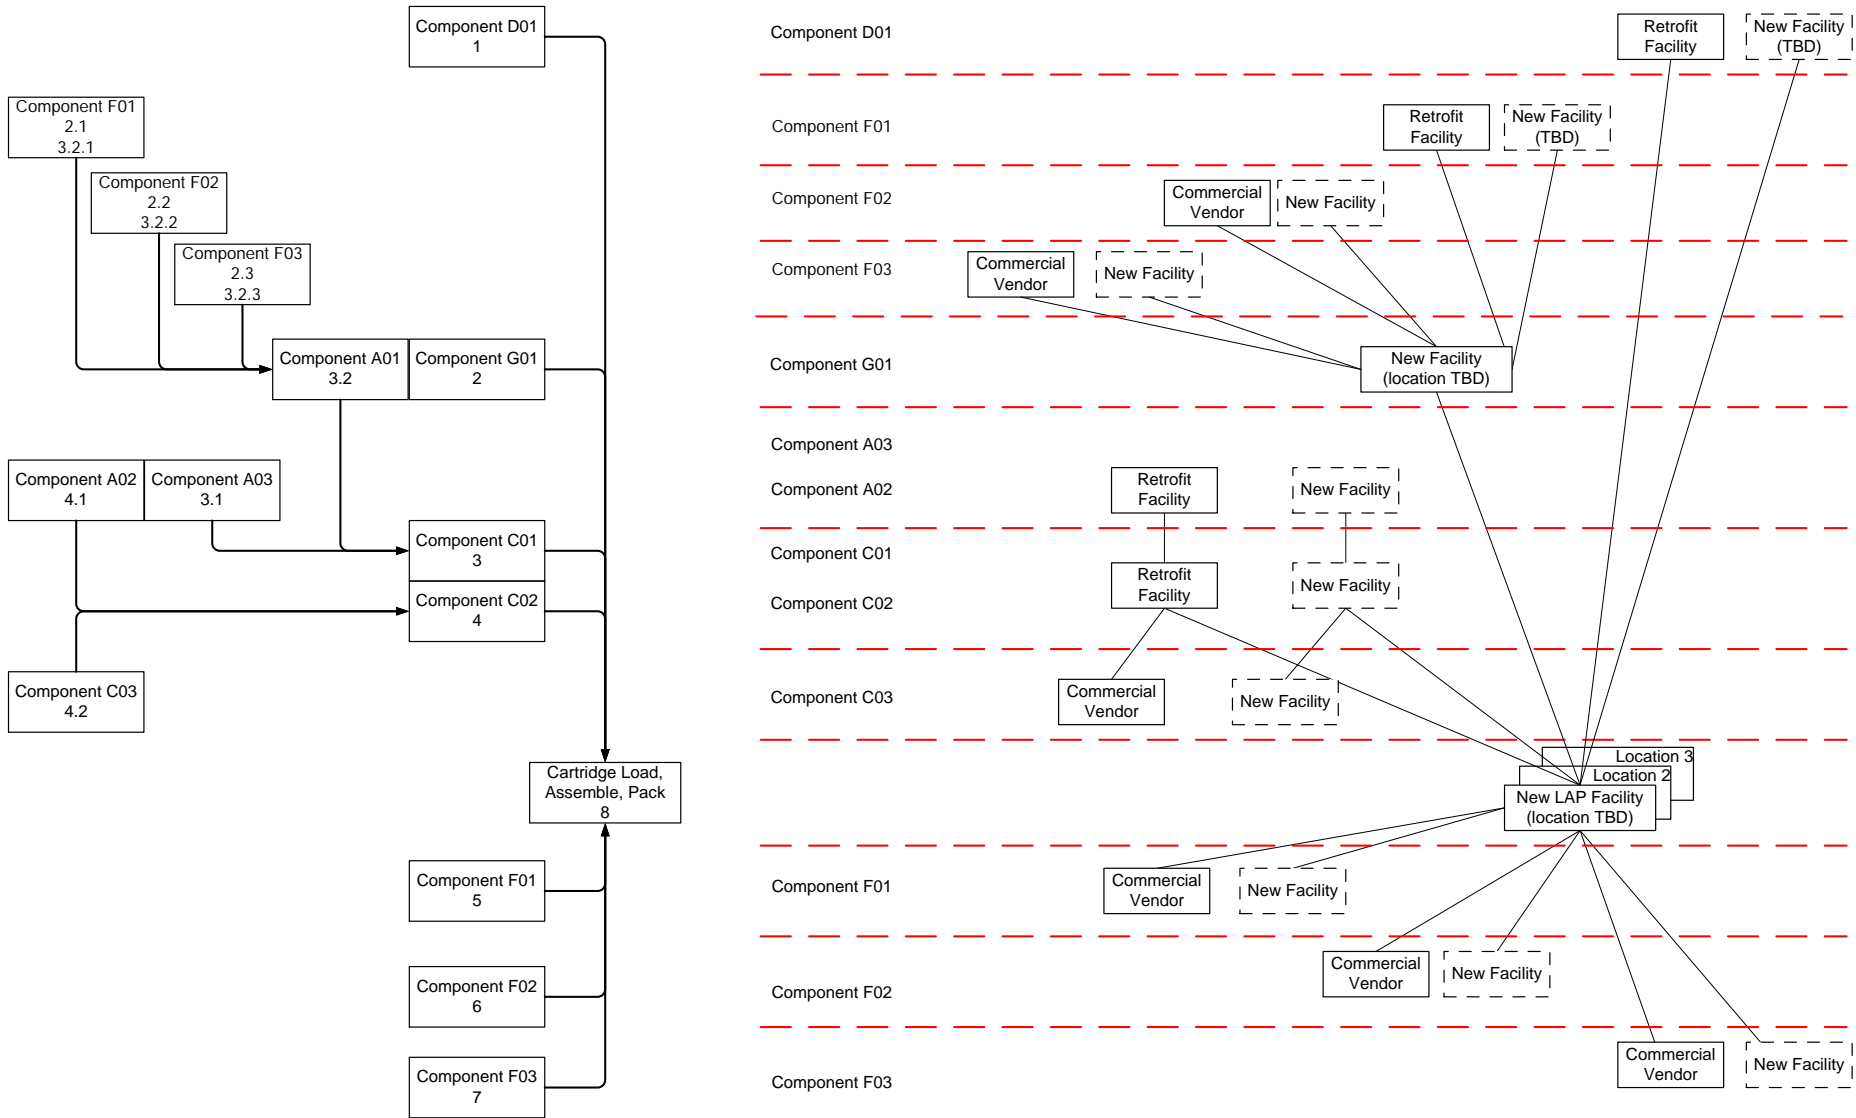 Component D01
1
Component F01
2.1
3.2.1
Component F02
2.2
3.2.2
Component F03
2.3
3.2.3
Component A01
3.2
Component G01
2
Component A02
4.1
Component A03
3.1
Component C01
3
Component C02
4
Component C03
4.2
Cartridge Load,
Assemble, Pack
8
Component F01
5
Component F02
6
Component F03
7
Component D01
Retrofit
Facility
New Facility
(TBD)
Component F01
Retrofit
Facility
New Facility
(TBD)
Component F02
Commercial
Vendor
New Facility
Component F03
Commercial
Vendor
New Facility
Component G01
New Facility
(location TBD)
Component A03
Component A02
Retrofit
Facility
New Facility
Component C01
Component C02
Retrofit
Facility
New Facility
Component C03
Commercial
Vendor
New Facility
Location 3
Location 2
New LAP Facility
(location TBD)
Component F01
Commercial
Vendor
New Facility
Component F02
Commercial
Vendor
New Facility
Component F03
Commercial
Vendor
New Facility